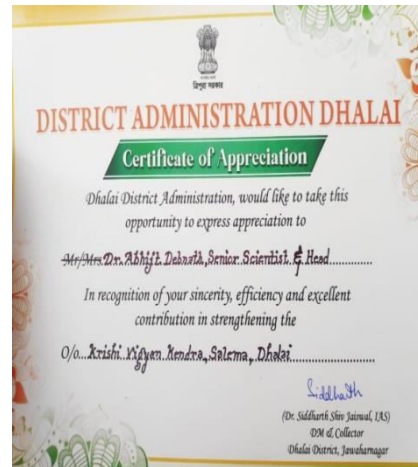 त्रिपुरा सरकार
DISTRICT ADMINISTRATION DHALAI
Certificate of Appreciation
Dhalai District Administration, would like to take this
opportunity to express appreciation to
Mr/Mrs Dr. Abhijit Debnath, Senior Scientist & Head
In recognition of your sincerity, efficiency and excellent
contribution in strengthening the
O/o... Krishi Vigyan Kendra, Salema, Dhalai
Siddharth
(Dr. Siddharth Shiv Jaiswal, IAS)
DM & Collector
Dhalai District, Jawaharnagar